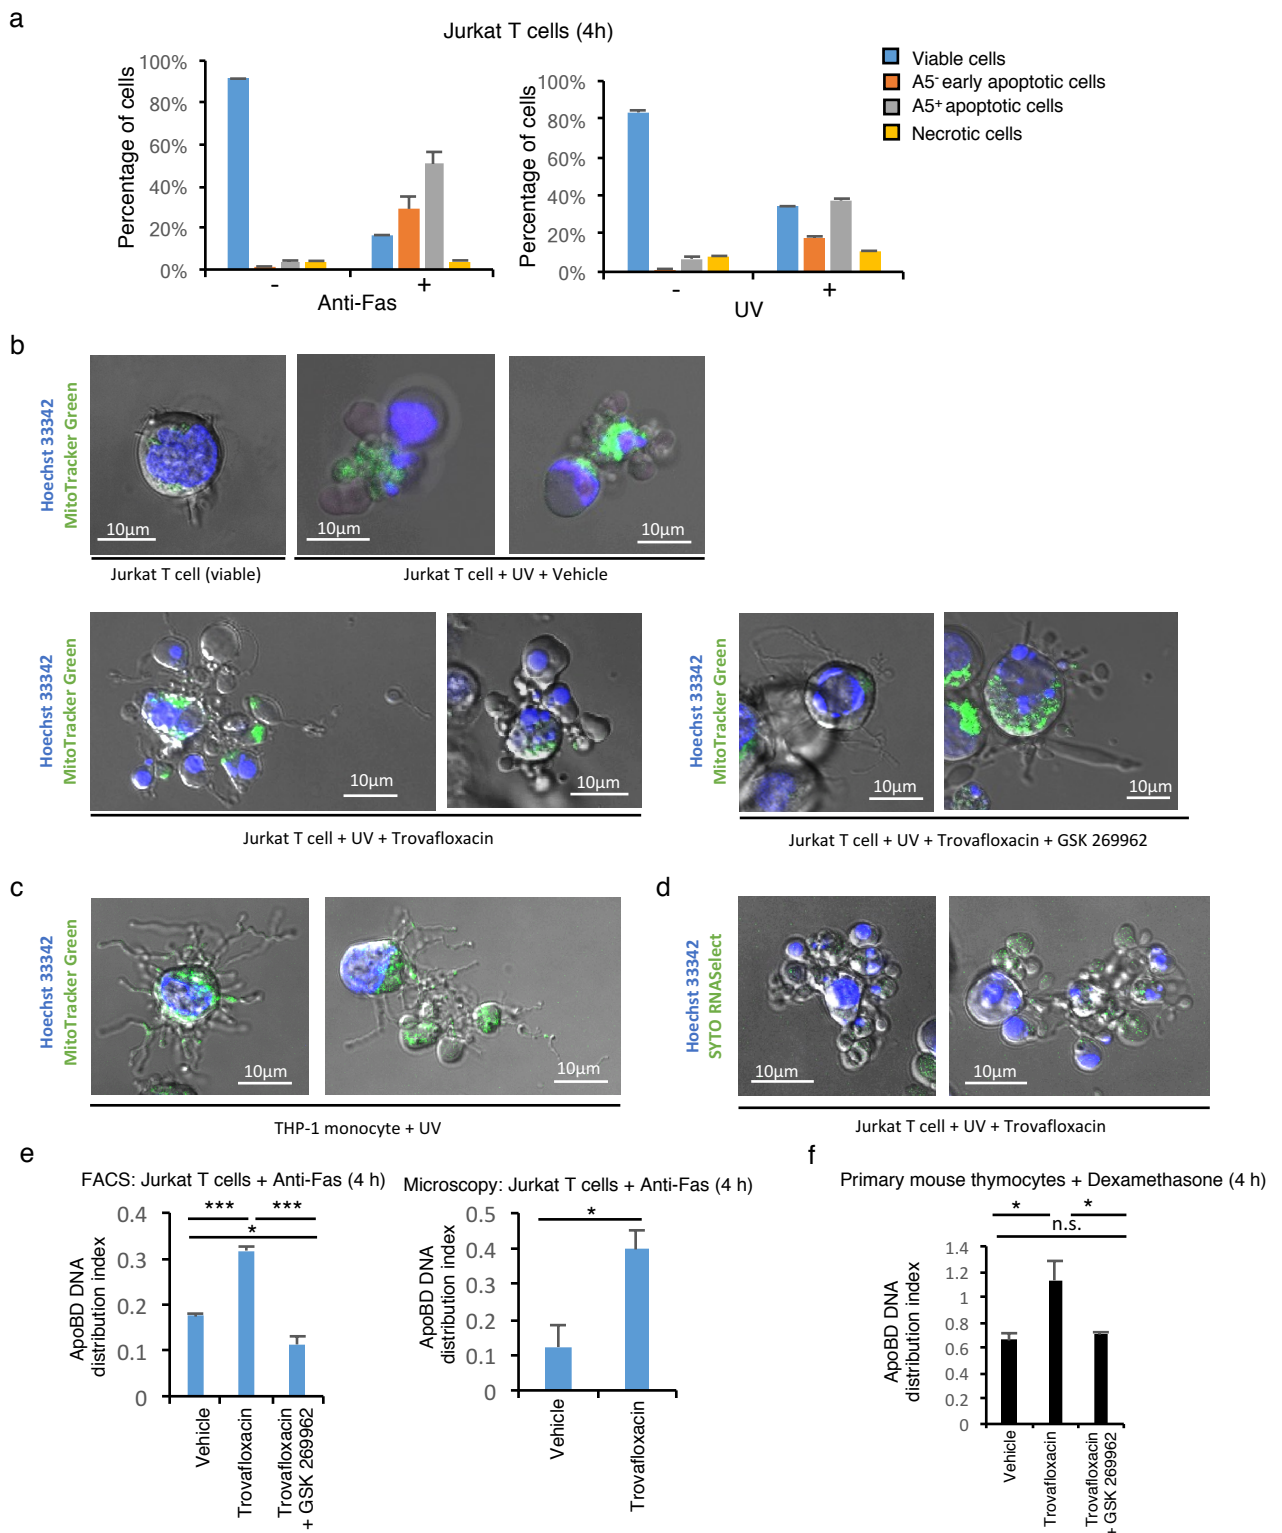 a
Jurkat T cells (4h)
Percentage of cells
100%
80%
60%
40%
20%
0%
-
+
Anti-Fas
Percentage of cells
100%
80%
60%
40%
20%
0%
-
+
UV
Viable cells
A5⁻ early apoptotic cells
A5⁺ apoptotic cells
Necrotic cells
b
Hoechst 33342
MitoTracker Green
10µm
10µm
10µm
Jurkat T cell (viable)
Jurkat T cell + UV + Vehicle
Hoechst 33342
MitoTracker Green
10µm
10µm
Jurkat T cell + UV + Trovafloxacin
Hoechst 33342
MitoTracker Green
10µm
10µm
Jurkat T cell + UV + Trovafloxacin + GSK 269962
c
Hoechst 33342
MitoTracker Green
10µm
10µm
THP-1 monocyte + UV
d
Hoechst 33342
SYTO RNASelect
10µm
10µm
Jurkat T cell + UV + Trovafloxacin
e
FACS: Jurkat T cells + Anti-Fas (4 h)
***
***
*
ApoBD DNA
distribution index
0.4
0.3
0.2
0.1
0
Vehicle
Trovafloxacin
Trovafloxacin
+ GSK 269962
Microscopy: Jurkat T cells + Anti-Fas (4 h)
*
ApoBD DNA
distribution index
0.5
0.4
0.3
0.2
0.1
0
Vehicle
Trovafloxacin
f
Primary mouse thymocytes + Dexamethasone (4 h)
*
*
n.s.
ApoBD DNA
distribution index
1.4
1.2
1
0.8
0.6
0.4
0.2
0
Vehicle
Trovafloxacin
Trovafloxacin
+ GSK 269962